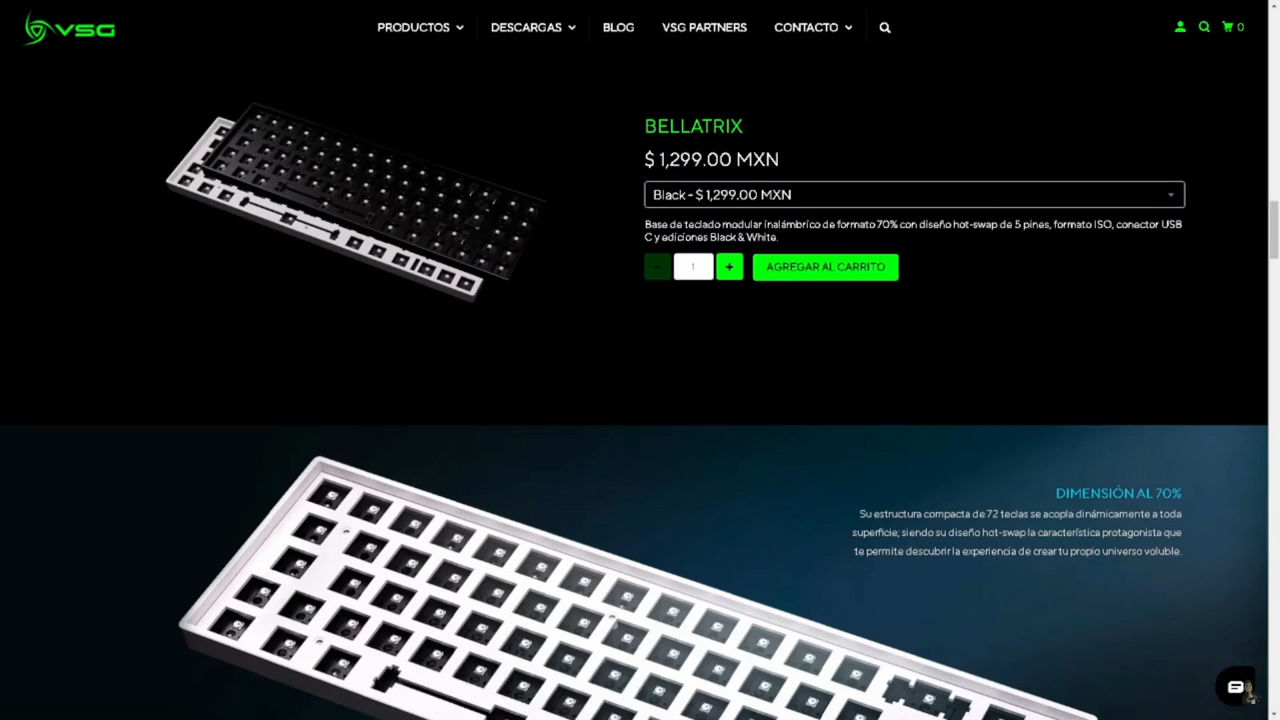 VSG
PRODUCTOS
DESCARGAS
BLOG
VSG PARTNERS
CONTACTO
0
BELLATRIX
$ 1,299.00 MXN
Black - $ 1,299.00 MXN
Base de teclado modular inalámbrico de formato 70% con diseño hot-swap de 5 pines, formato ISO, conector USB
C y ediciones Black & White.
- 1 +
AGREGAR AL CARRITO
DIMENSIÓN AL 70%
Su estructura compacta de 72 teclas se acopla dinámicamente a toda
superficie; siendo su diseño hot-swap la característica protagonista que
te permite descubrir la experiencia de crear tu propio universo voluble.